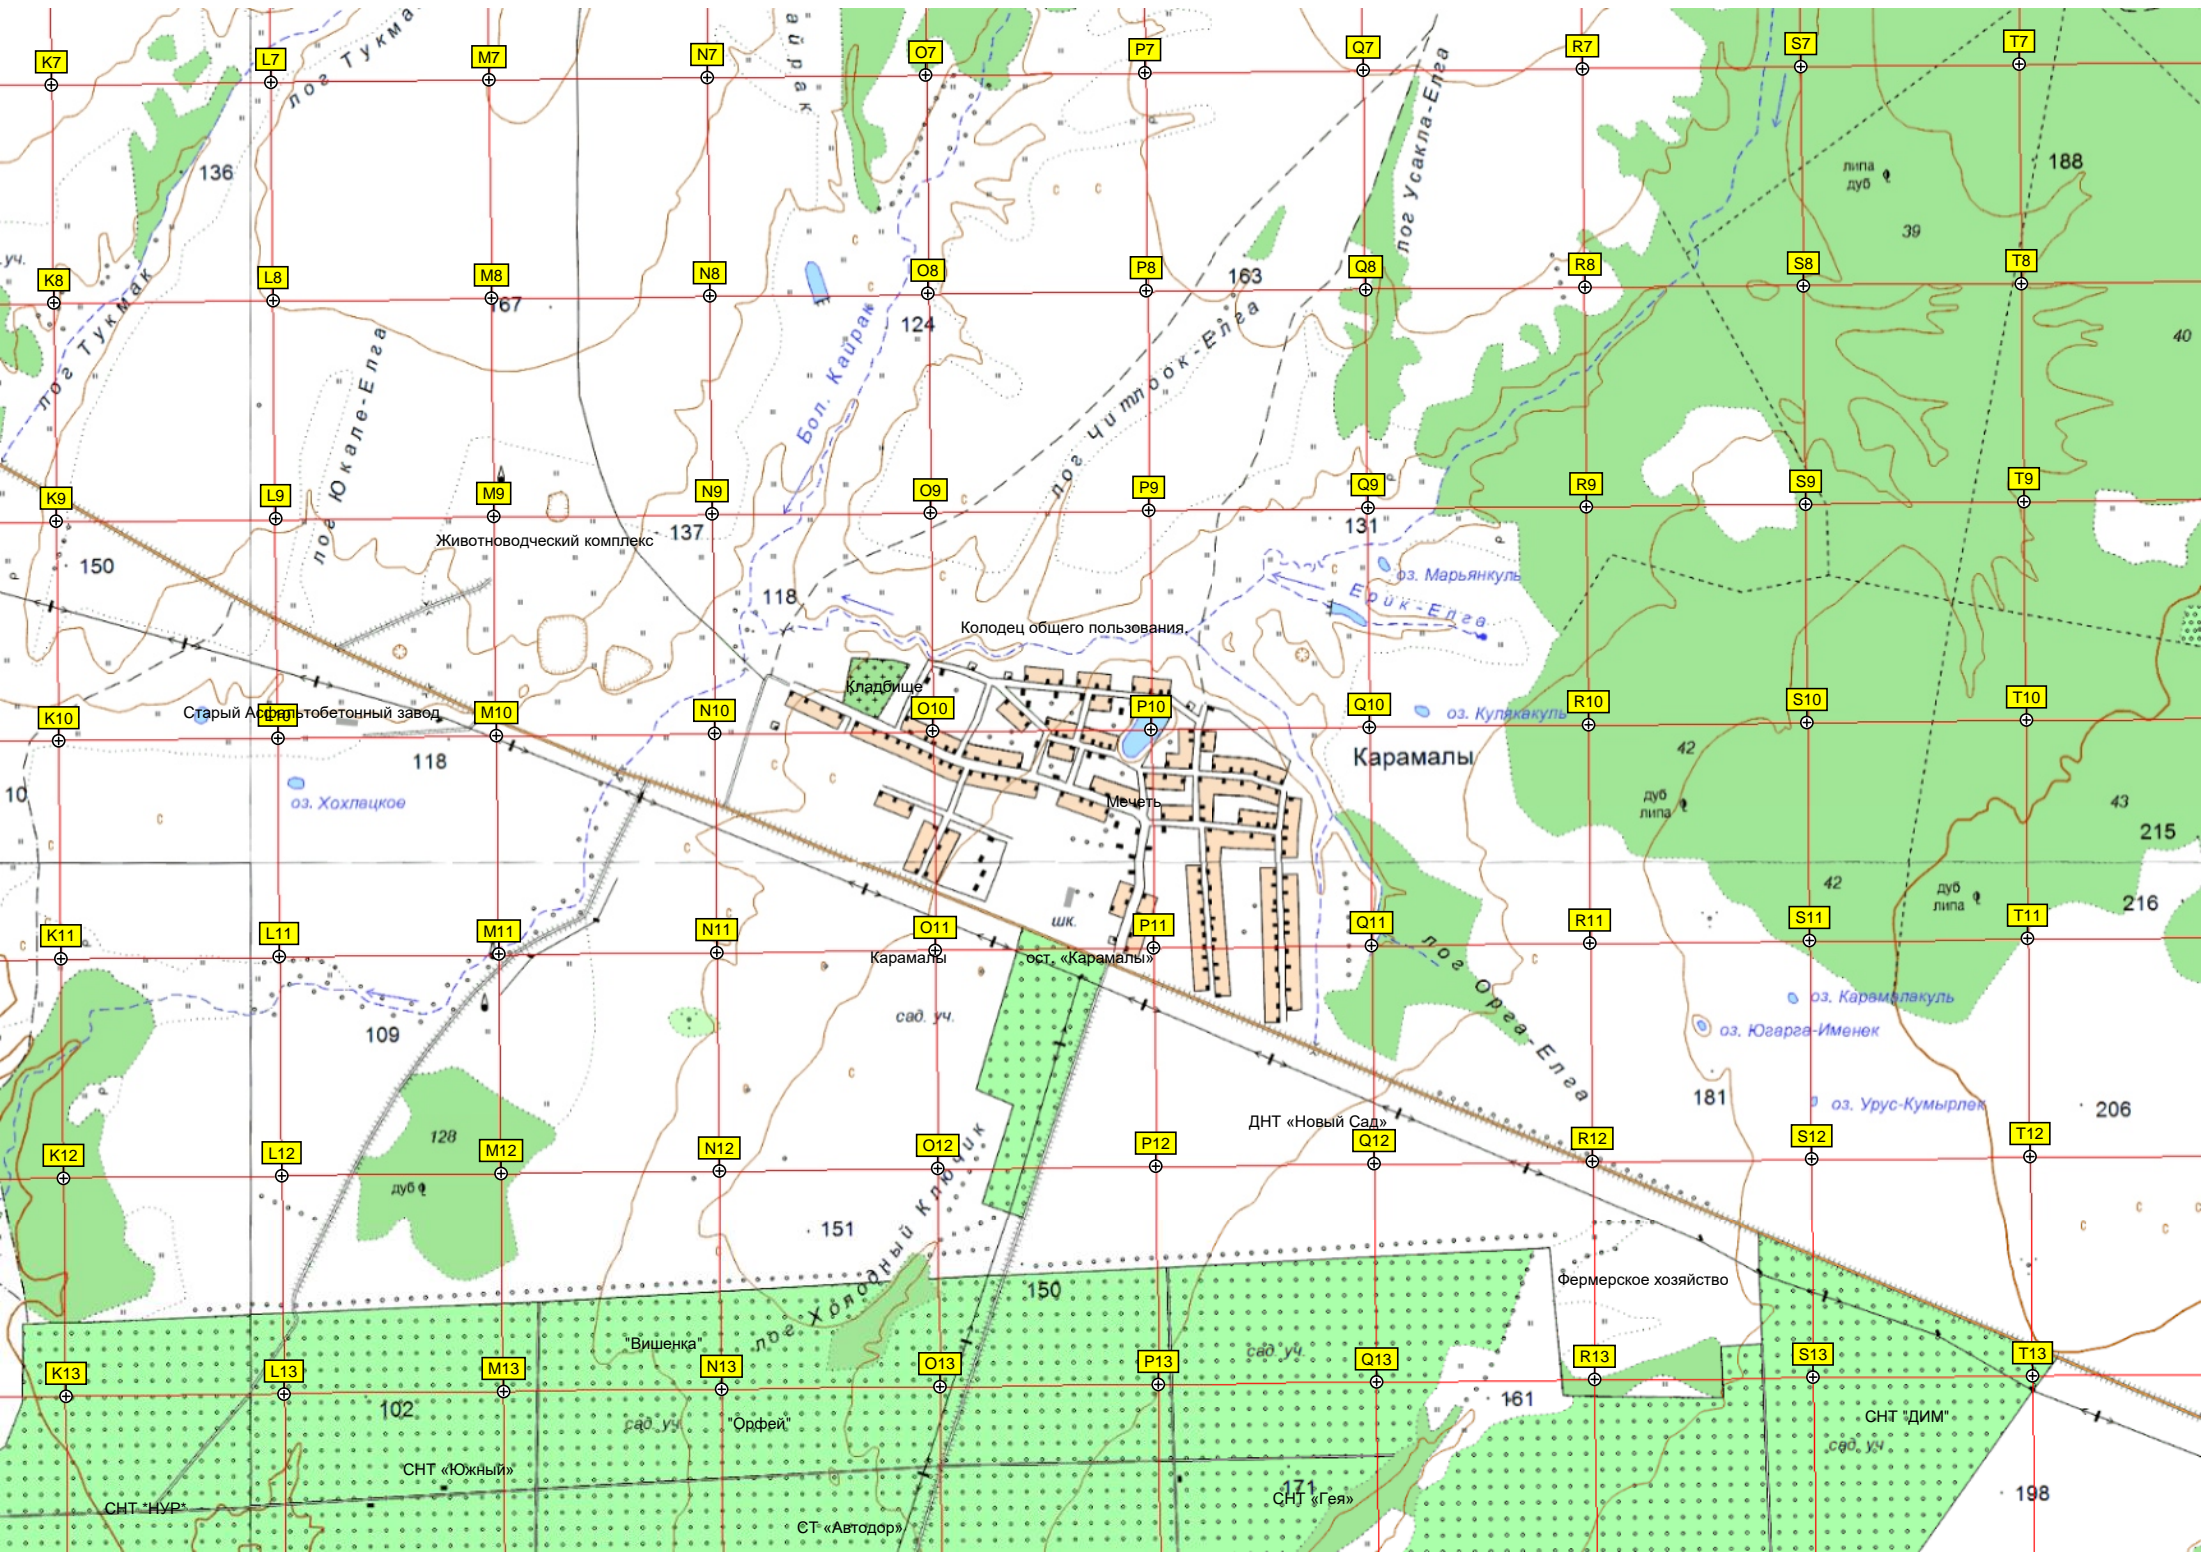 лог Тукма
айрак
K7
L7
M7
N7
O7
P7
Q7
R7
S7
T7
136
лог Усакла-Елга
липа
дуб
188
39
.уч.
K8
L8
M8
N8
O8
P8
163
Q8
R8
S8
T8
167
124
40
лог Тукмак
лог Юкале-Елга
Бол. Кайрак
лог Читлоок-Елга
K9
L9
M9
N9
O9
P9
Q9
R9
S9
T9
Животноводческий комплекс
137
131
150
оз. Марьянкуль
118
Ерик-Елга
Колодец общего пользования
Кладбище
K10
Старый Асфальтобетонный завод
L10
M10
N10
O10
P10
Q10
оз. Кулякакуль
R10
S10
T10
118
Карамалы
42
10
оз. Хохлацкое
Мечеть
дуб
липа
43
215
42
дуб
липа
216
K11
L11
M11
N11
O11
шк.
P11
Q11
R11
S11
T11
Карамалы
ост. «Карамалы»
лог Орга-Елга
оз. Карамалакуль
109
сад. уч.
оз. Югарга-Именек
181
оз. Урус-Кумырлек
206
128
ДНТ «Новый Сад»
K12
L12
M12
N12
O12
P12
Q12
R12
S12
T12
дуб
151
лог Холодный Ключик
150
Фермерское хозяйство
"Вишенка"
сад. уч.
K13
L13
M13
N13
O13
P13
Q13
R13
S13
T13
102
сад. уч.
"Орфей"
161
СНТ "ДИМ"
сад. уч
СНТ «Южный»
171
СНТ «Гея»
198
СНТ *НУР*
СТ «Автодор»